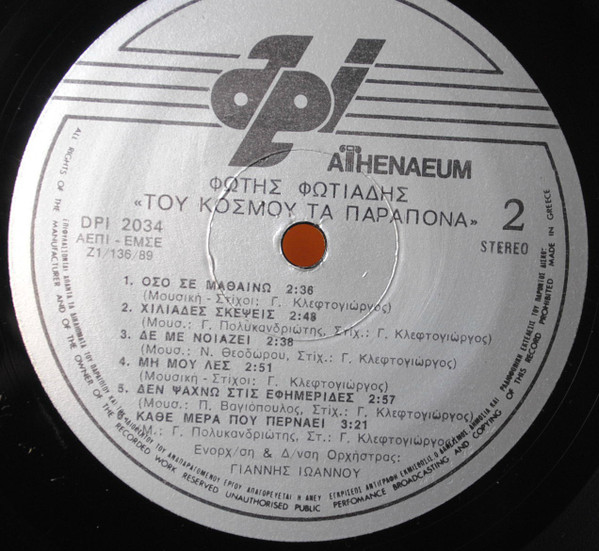 dpi
ATHENAEUM
ΦΩΤΗΣ ΦΩΤΙΑΔΗΣ
«ΤΟΥ ΚΟΣΜΟΥ ΤΑ ΠΑΡΑΠΟΝΑ»
DPI 2034
ΑΕΠΙ - ΕΜΣΕ
Ζ1/136/89
2
STEREO
1. ΟΣΟ ΣΕ ΜΑΘΑΙΝΩ 2:36
(Μουσική - Στίχοι: Γ. Κλεφτογιώργος)
2. ΧΙΛΙΑΔΕΣ ΣΚΕΨΕΙΣ 2:48
(Μουσ.: Γ. Πολυκανδριώτης, Στίχ.: Γ. Κλεφτογιώργος)
3. ΔΕ ΜΕ ΝΟΙΑΖΕΙ 2:38
(Μουσ.: Ν. Θεοδώρου, Στίχ.: Γ. Κλεφτογιώργος)
4. ΜΗ ΜΟΥ ΛΕΣ 2:51
(Μουσική - Στίχοι: Γ. Κλεφτογιώργος)
5. ΔΕΝ ΨΑΧΝΩ ΣΤΙΣ ΕΦΗΜΕΡΙΔΕΣ 2:57
(Μουσ.: Π. Βαγιόπουλος, Στίχ.: Γ. Κλεφτογιώργος)
6. ΚΑΘΕ ΜΕΡΑ ΠΟΥ ΠΕΡΝΑΕΙ 3:21
(Μ.: Γ. Πολυκανδριώτης, Στ.: Γ. Κλεφτογιώργος)
Ενορχ/ση & Δ/νση Ορχήστρας:
ΓΙΑΝΝΗΣ ΙΩΑΝΝΟΥ
ALL RIGHTS OF THE MANUFACTURER AND OF THE OWNER OF THE RECORDED WORK RESERVED UNAUTHORISED PUBLIC PERFOMANCE BROADCASTING AND COPYING OF THIS RECORD PROHIBITED MADE IN GREECE